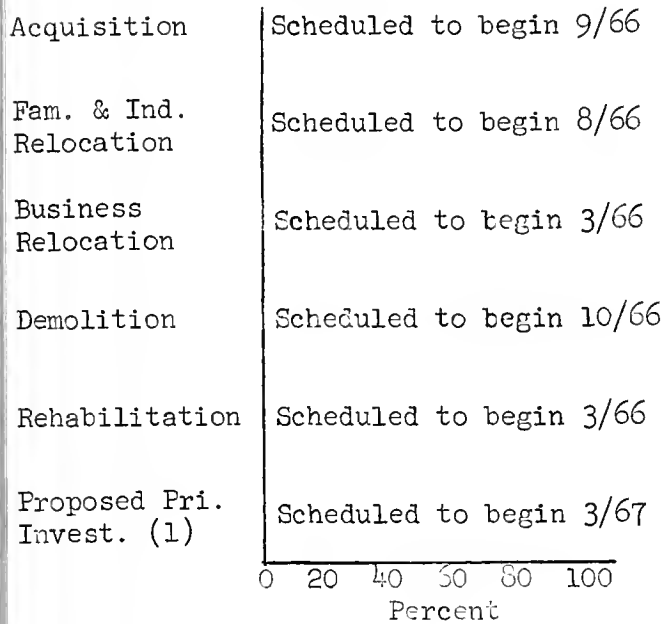 Acquisition Scheduled to begin 9/66
Fam. & Ind.
Relocation Scheduled to begin 8/66
Business
Relocation Scheduled to begin 3/66
Demolition Scheduled to begin 10/66
Rehabilitation Scheduled to begin 3/66
Proposed Pri.
Invest. (1) Scheduled to begin 3/67
0 20 40 60 80 100
Percent